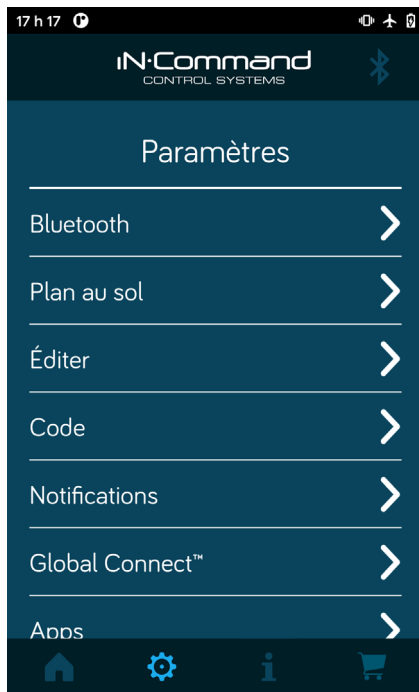 17 h 17
iN·Command
CONTROL SYSTEMS
Paramètres
Bluetooth
Plan au sol
Éditer
Code
Notifications
Global Connect™
Apps